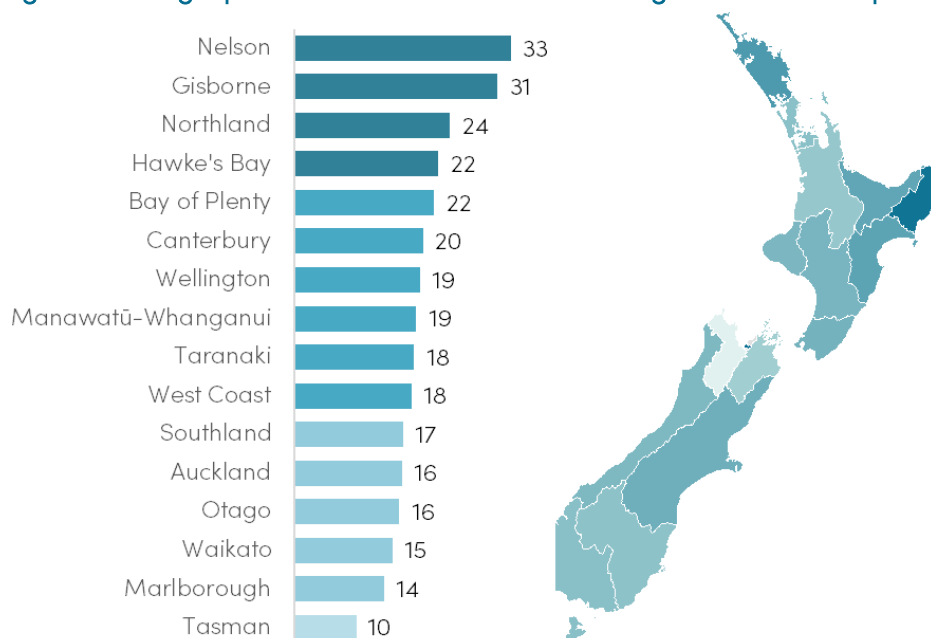 Nelson 33
Gisborne 31
Northland 24
Hawke's Bay 22
Bay of Plenty 22
Canterbury 20
Wellington 19
Manawatū-Whanganui 19
Taranaki 18
West Coast 18
Southland 17
Auckland 16
Otago 16
Waikato 15
Marlborough 14
Tasman 10